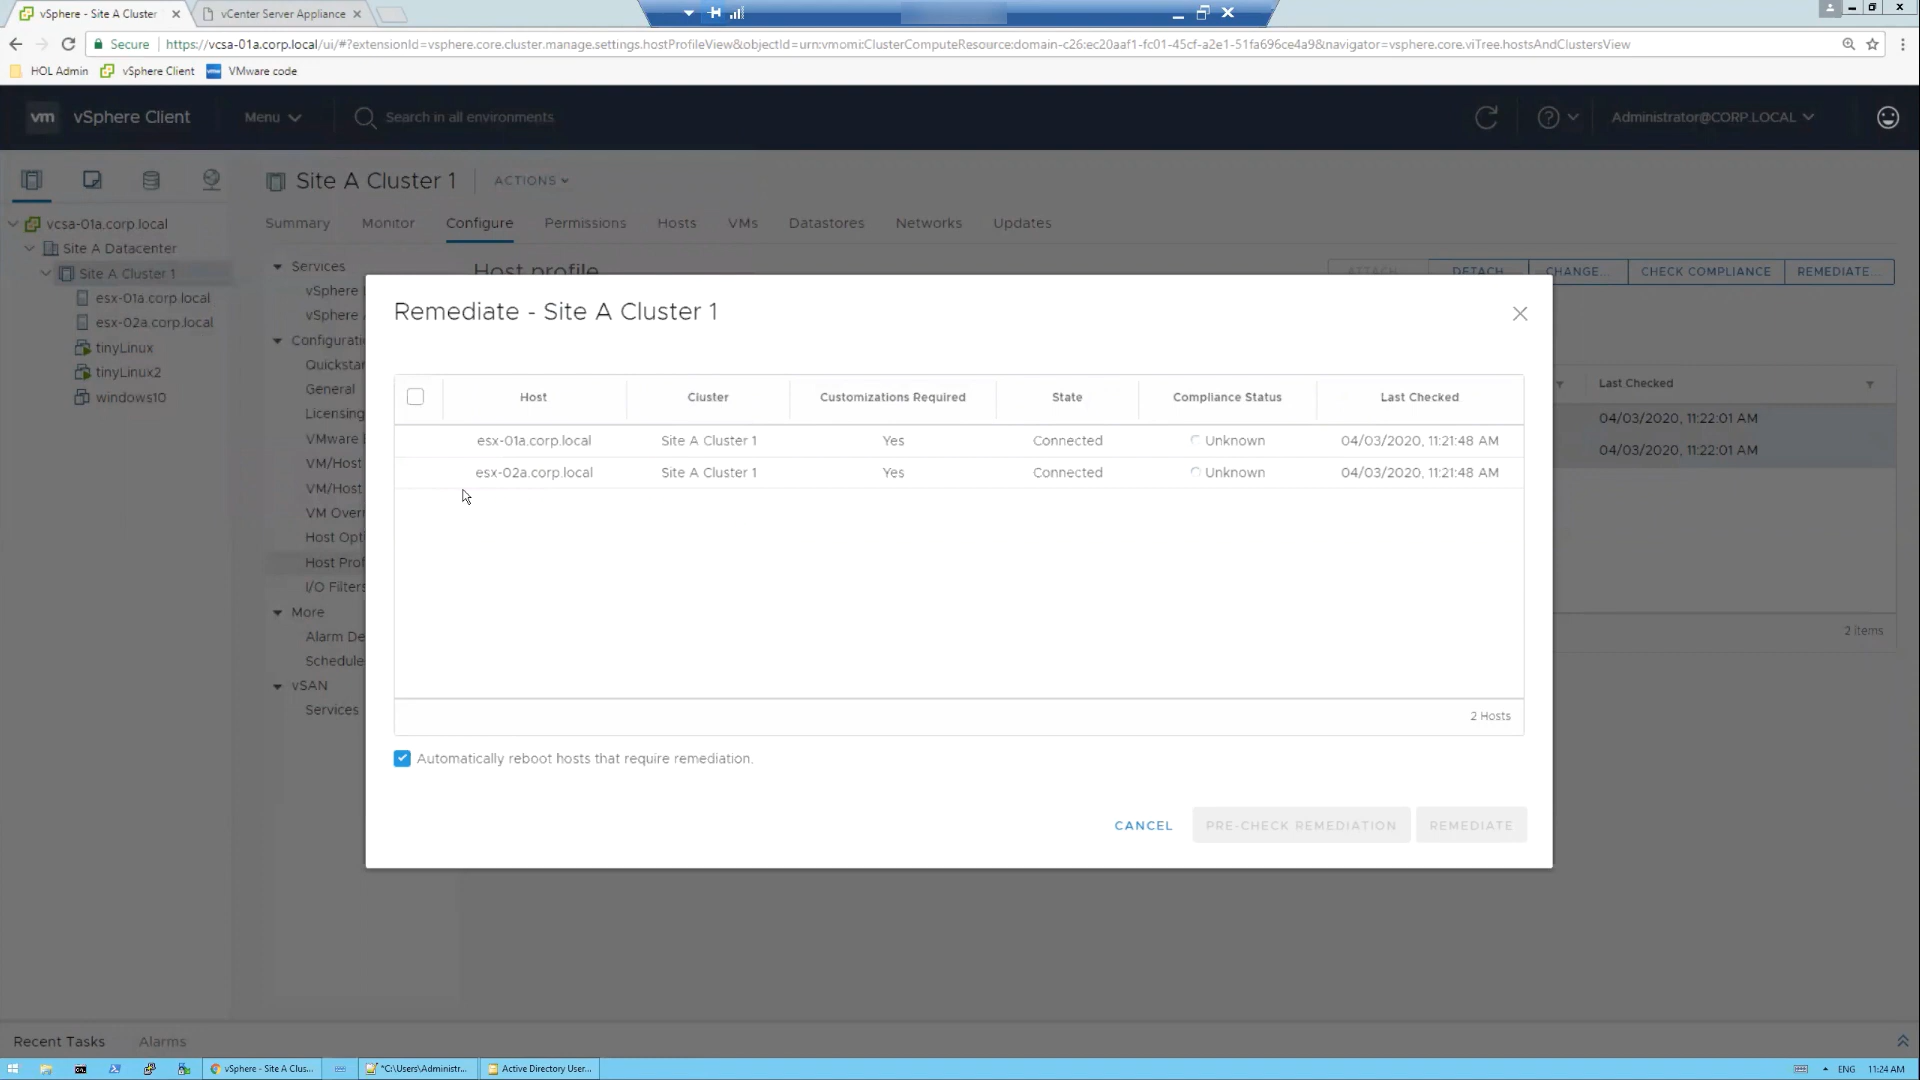 vSphere - Site A Cluster
vCenter Server Appliance
Secure
https://vcsa-01a.corp.local/ui/#?extensionId=vsphere.core.cluster.manage.settings.hostProfileView&objectId=urn:vmomi:ClusterComputeResource:domain-c26:ec20aaf1-fc01-45cf-a2e1-51fa696ce4a9&navigator=vsphere.core.viTree.hostsAndClustersView
HOL Admin vSphere Client VMware code
vm vSphere Client Menu Search in all environments Administrator@CORP.LOCAL
Site A Cluster 1 ACTIONS
vcsa-01a.corp.local
Site A Datacenter
Site A Cluster 1
esx-01a.corp.local
esx-02a.corp.local
tinyLinux
tinyLinux2
windows10
Summary Monitor Configure Permissions Hosts VMs Datastores Networks Updates
Services
vSphere
vSphere
Configurati
Quickstar
General
Licensing
VMware
VM/Host
VM/Host
VM Over
Host Opt
Host Prof
I/O Filters
More
Alarm De
Schedule
vSAN
Services
Host profile
ATTACH... DETACH CHANGE... CHECK COMPLIANCE REMEDIATE...
Last Checked
04/03/2020, 11:22:01 AM
04/03/2020, 11:22:01 AM
2 items
Remediate - Site A Cluster 1
Host Cluster Customizations Required State Compliance Status Last Checked
esx-01a.corp.local Site A Cluster 1 Yes Connected Unknown 04/03/2020, 11:21:48 AM
esx-02a.corp.local Site A Cluster 1 Yes Connected Unknown 04/03/2020, 11:21:48 AM
2 Hosts
Automatically reboot hosts that require remediation.
CANCEL PRE-CHECK REMEDIATION REMEDIATE
Recent Tasks Alarms
vSphere - Site A Clus... *C:\Users\Administr... Active Directory User... ENG 11:24 AM